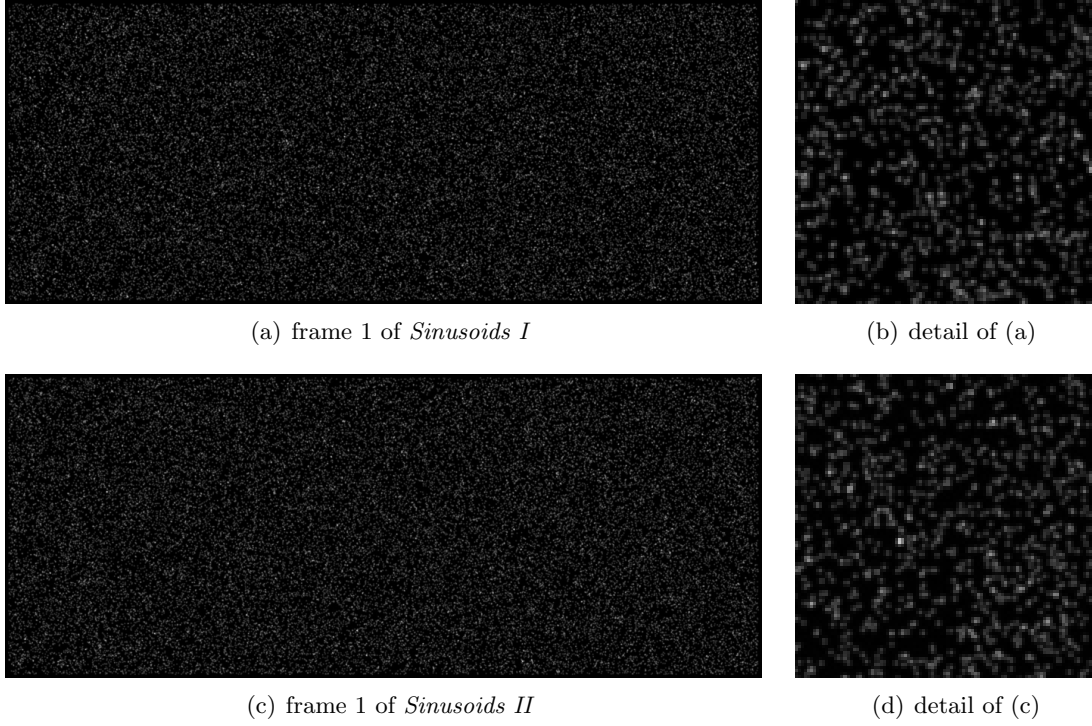 (a) frame 1 of Sinusoids I
(b) detail of (a)
(c) frame 1 of Sinusoids II
(d) detail of (c)